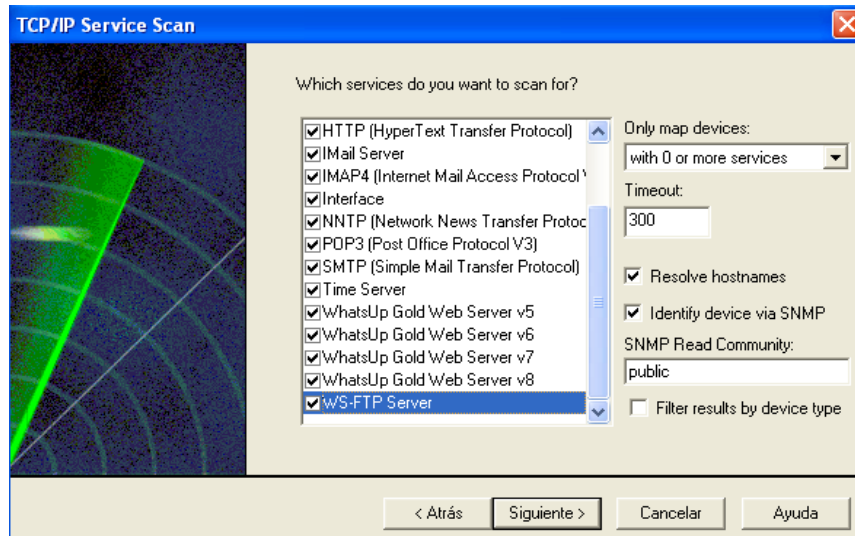 TCP/IP Service Scan
Which services do you want to scan for?
HTTP (HyperText Transfer Protocol)
IMail Server
IMAP4 (Internet Mail Access Protocol
Interface
NNTP (Network News Transfer Protoc
POP3 (Post Office Protocol V3)
SMTP (Simple Mail Transfer Protocol)
Time Server
WhatsUp Gold Web Server v5
WhatsUp Gold Web Server v6
WhatsUp Gold Web Server v7
WhatsUp Gold Web Server v8
WS-FTP Server
Only map devices:
with 0 or more services
Timeout:
300
Resolve hostnames
Identify device via SNMP
SNMP Read Community:
public
Filter results by device type
< Atrás
Siguiente >
Cancelar
Ayuda